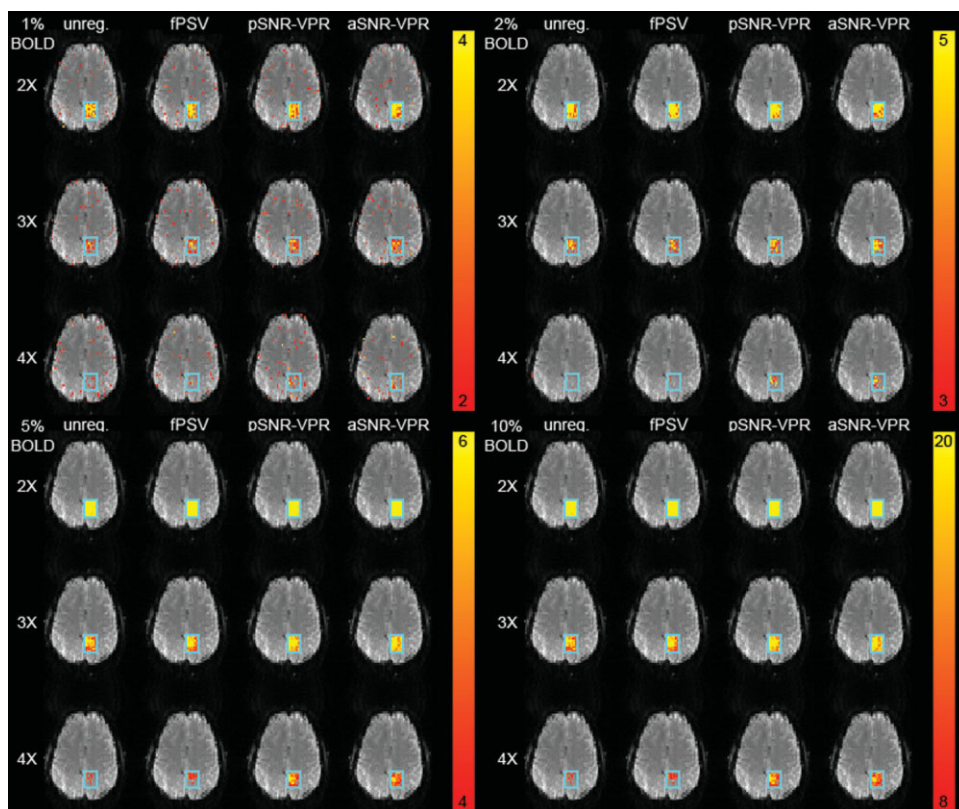 1% unreg. fPSV pSNR-VPR aSNR-VPR 4
BOLD
2X
3X
4X
2
2% unreg. fPSV pSNR-VPR aSNR-VPR 5
BOLD
2X
3X
4X
3
5% unreg. fPSV pSNR-VPR aSNR-VPR 6
BOLD
2X
3X
4X
4
10% unreg. fPSV pSNR-VPR aSNR-VPR 20
BOLD
2X
3X
4X
8